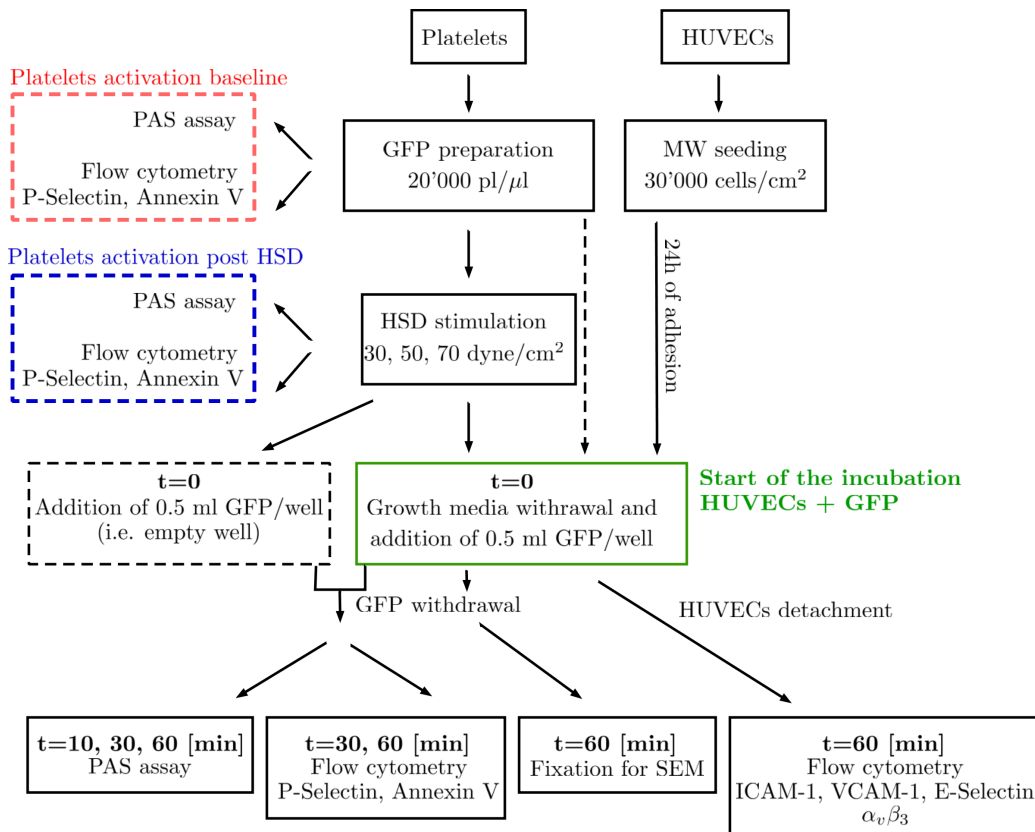 Platelets
HUVECs
Platelets activation baseline
PAS assay
Flow cytometry
P-Selectin, Annexin V
GFP preparation
20'000 pl/μl
MW seeding
30'000 cells/cm²
Platelets activation post HSD
PAS assay
Flow cytometry
P-Selectin, Annexin V
HSD stimulation
30, 50, 70 dyne/cm²
24h of adhesion
t=0
Addition of 0.5 ml GFP/well
(i.e. empty well)
t=0
Growth media withrawal and
addition of 0.5 ml GFP/well
Start of the incubation
HUVECs + GFP
GFP withdrawal
HUVECs detachment
t=10, 30, 60 [min]
PAS assay
t=30, 60 [min]
Flow cytometry
P-Selectin, Annexin V
t=60 [min]
Fixation for SEM
t=60 [min]
Flow cytometry
ICAM-1, VCAM-1, E-Selectin
αᵥβ₃